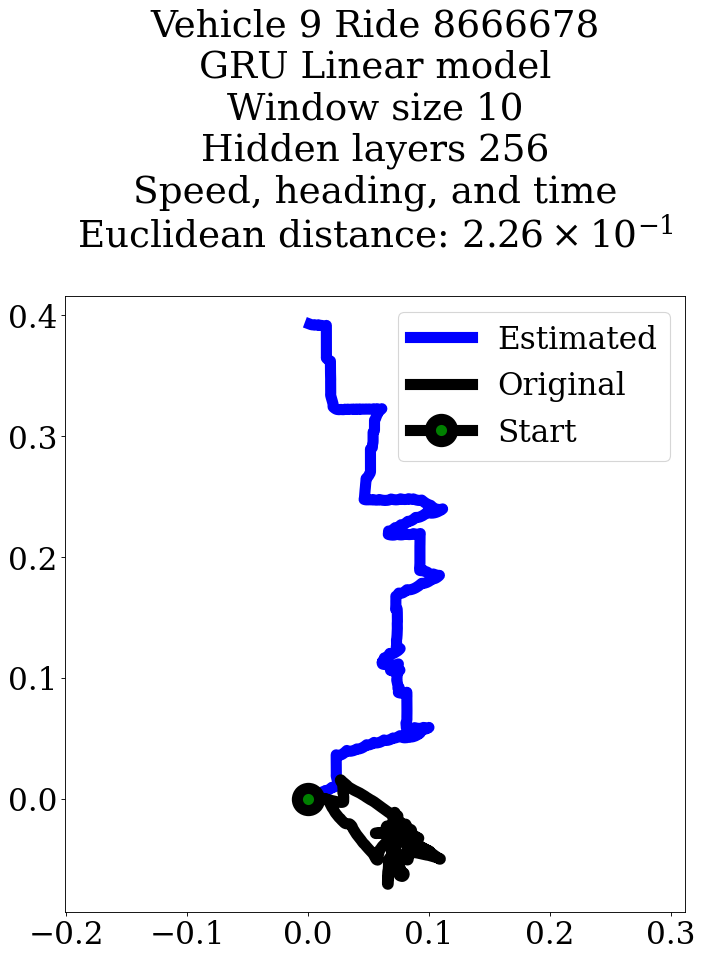 Vehicle 9 Ride 8666678
GRU Linear model
Window size 10
Hidden layers 256
Speed, heading, and time
Euclidean distance: 2.26 × 10⁻¹
Estimated
Original
Start
0.4
0.3
0.2
0.1
0.0
−0.2 −0.1 0.0 0.1 0.2 0.3